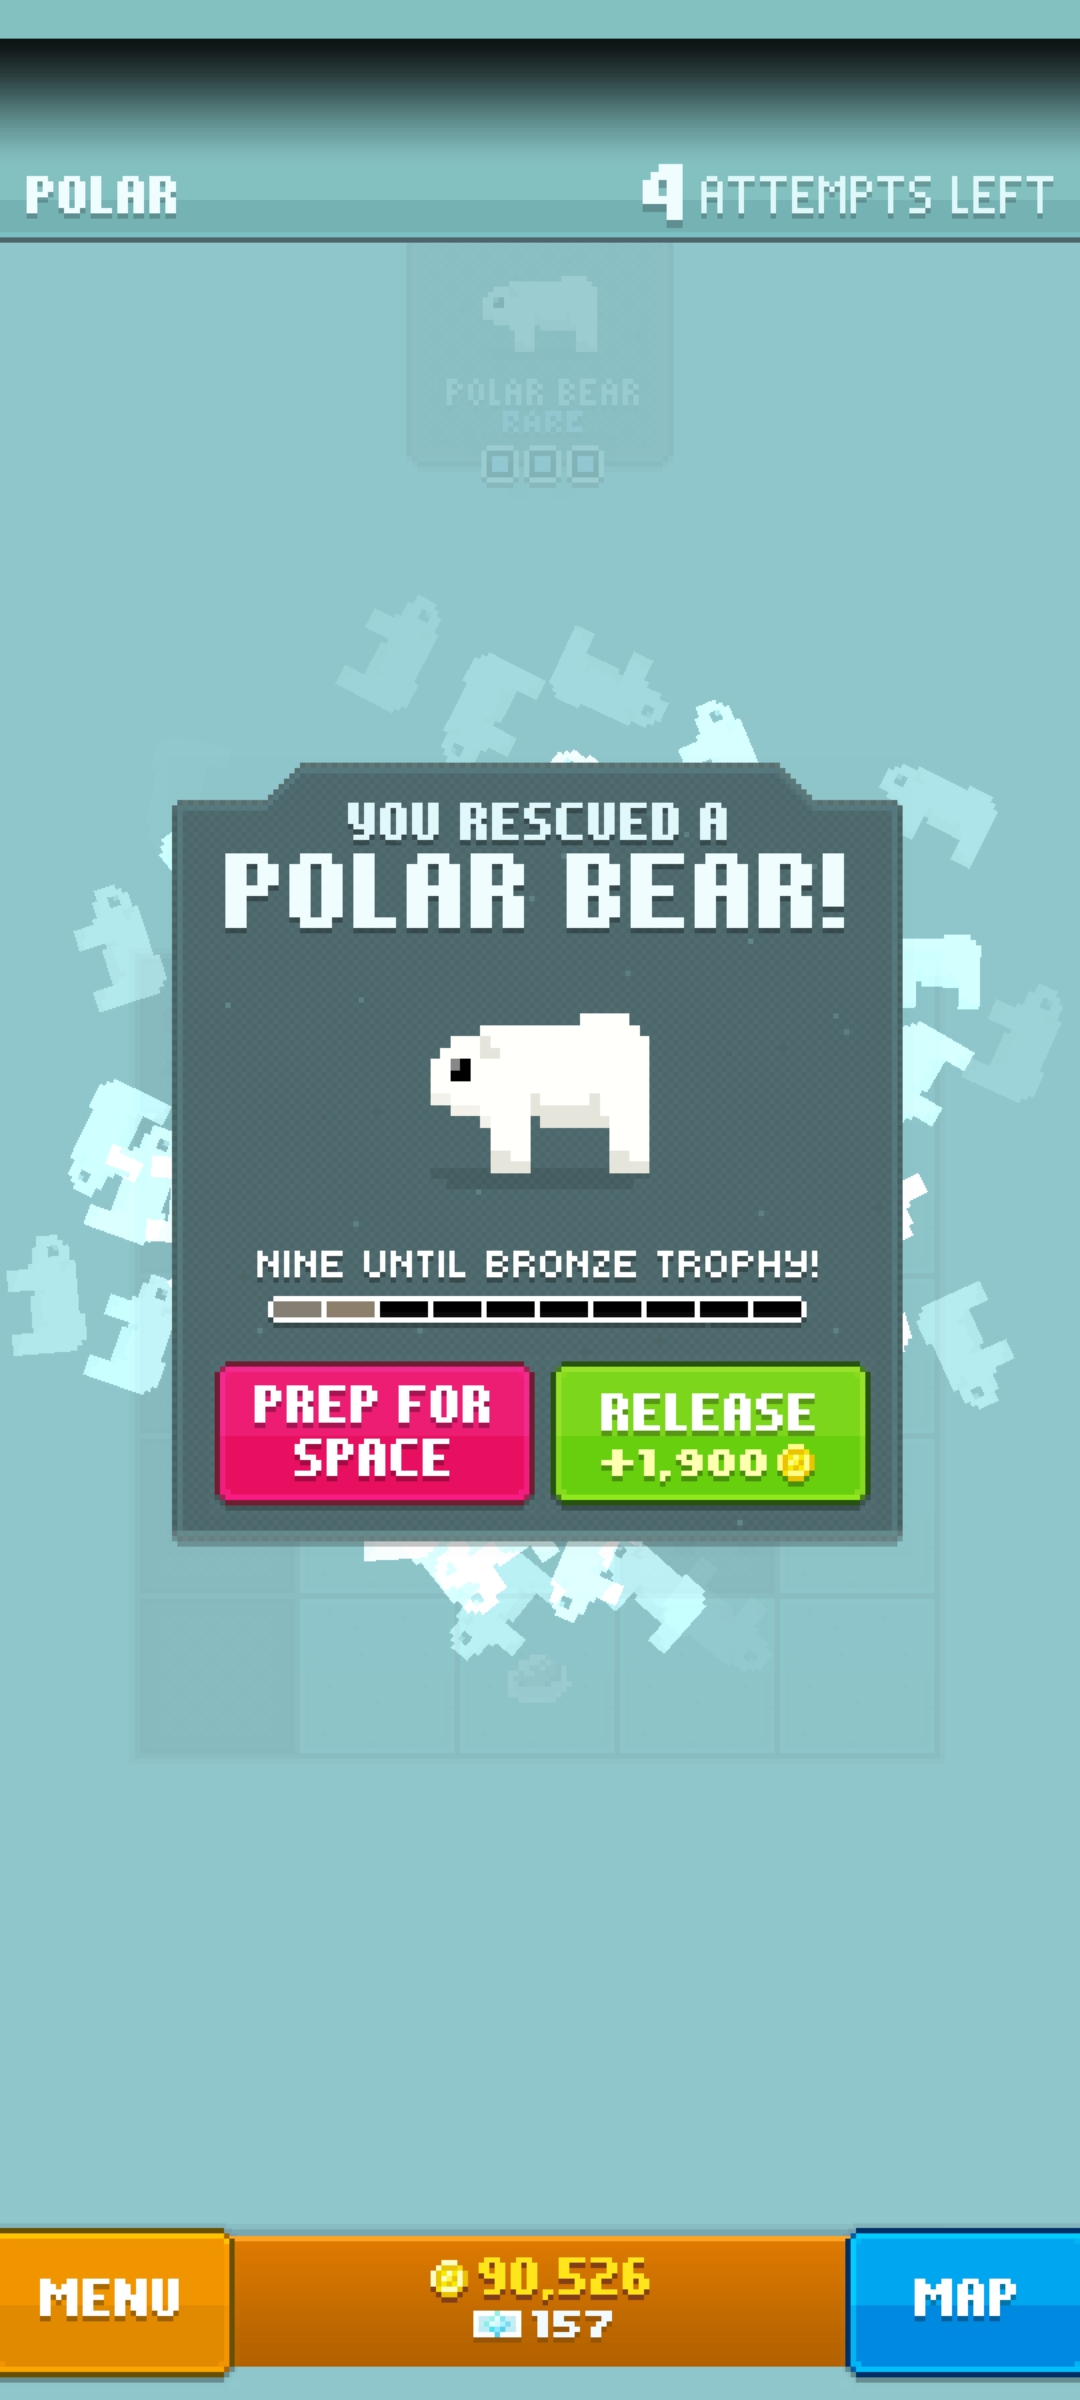 POLAR
4 ATTEMPTS LEFT
POLAR BEAR
RARE
YOU RESCUED A
POLAR BEAR!
NINE UNTIL BRONZE TROPHY!
PREP FOR
SPACE
RELEASE
+1,900
MENU
90,526
157
MAP